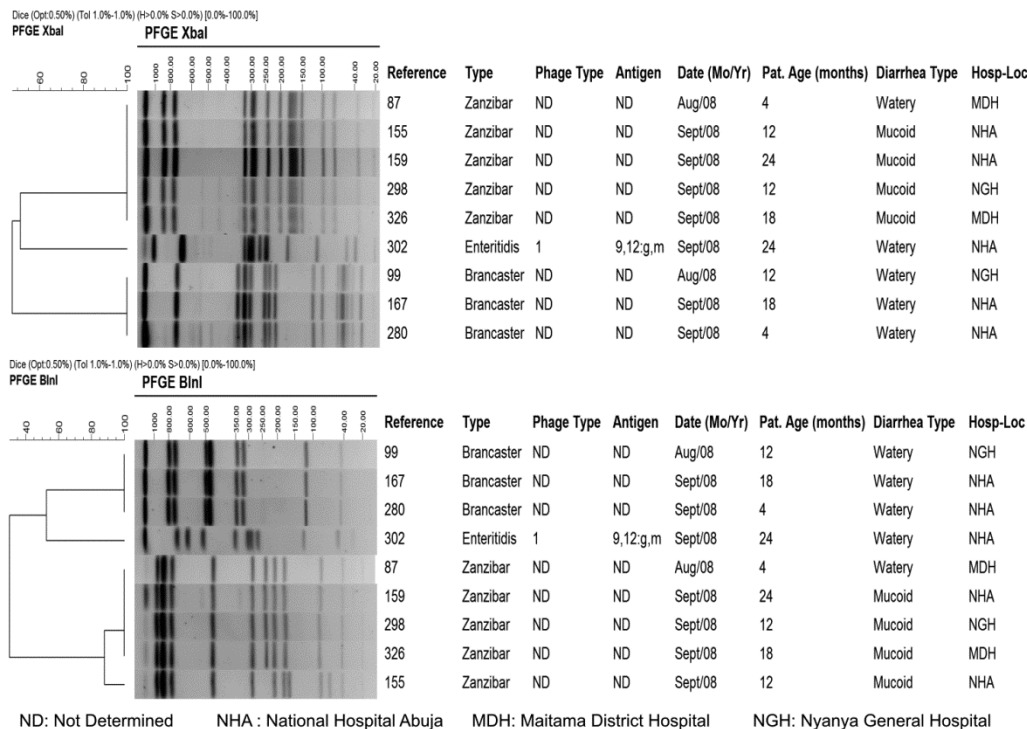 Dice (Opt:0.50%) (Tol 1.0%-1.0%) (H>0.0% S>0.0%) [0.0%-100.0%]
PFGE XbaI PFGE XbaI
60 80 100 1000 800.00 600.00 500.00 400.00 300.00 250.00 200.00 150.00 100.00 40.00 20.00
Reference Type Phage Type Antigen Date (Mo/Yr) Pat. Age (months) Diarrhea Type Hosp-Loc
87 Zanzibar ND ND Aug/08 4 Watery MDH
155 Zanzibar ND ND Sept/08 12 Mucoid NHA
159 Zanzibar ND ND Sept/08 24 Mucoid NHA
298 Zanzibar ND ND Sept/08 12 Mucoid NGH
326 Zanzibar ND ND Sept/08 18 Mucoid MDH
302 Enteritidis 1 9,12:g,m Sept/08 24 Watery NHA
99 Brancaster ND ND Aug/08 12 Watery NGH
167 Brancaster ND ND Sept/08 18 Watery NHA
280 Brancaster ND ND Sept/08 4 Watery NHA
Dice (Opt:0.50%) (Tol 1.0%-1.0%) (H>0.0% S>0.0%) [0.0%-100.0%]
PFGE BlnI PFGE BlnI
40 60 80 100 1000 800.00 600.00 500.00 350.00 300.00 250.00 200.00 150.00 100.00 40.00 20.00
Reference Type Phage Type Antigen Date (Mo/Yr) Pat. Age (months) Diarrhea Type Hosp-Loc
99 Brancaster ND ND Aug/08 12 Watery NGH
167 Brancaster ND ND Sept/08 18 Watery NHA
280 Brancaster ND ND Sept/08 4 Watery NHA
302 Enteritidis 1 9,12:g,m Sept/08 24 Watery NHA
87 Zanzibar ND ND Aug/08 4 Watery MDH
159 Zanzibar ND ND Sept/08 24 Mucoid NHA
298 Zanzibar ND ND Sept/08 12 Mucoid NGH
326 Zanzibar ND ND Sept/08 18 Mucoid MDH
155 Zanzibar ND ND Sept/08 12 Mucoid NHA
ND: Not Determined NHA : National Hospital Abuja MDH: Maitama District Hospital NGH: Nyanya General Hospital